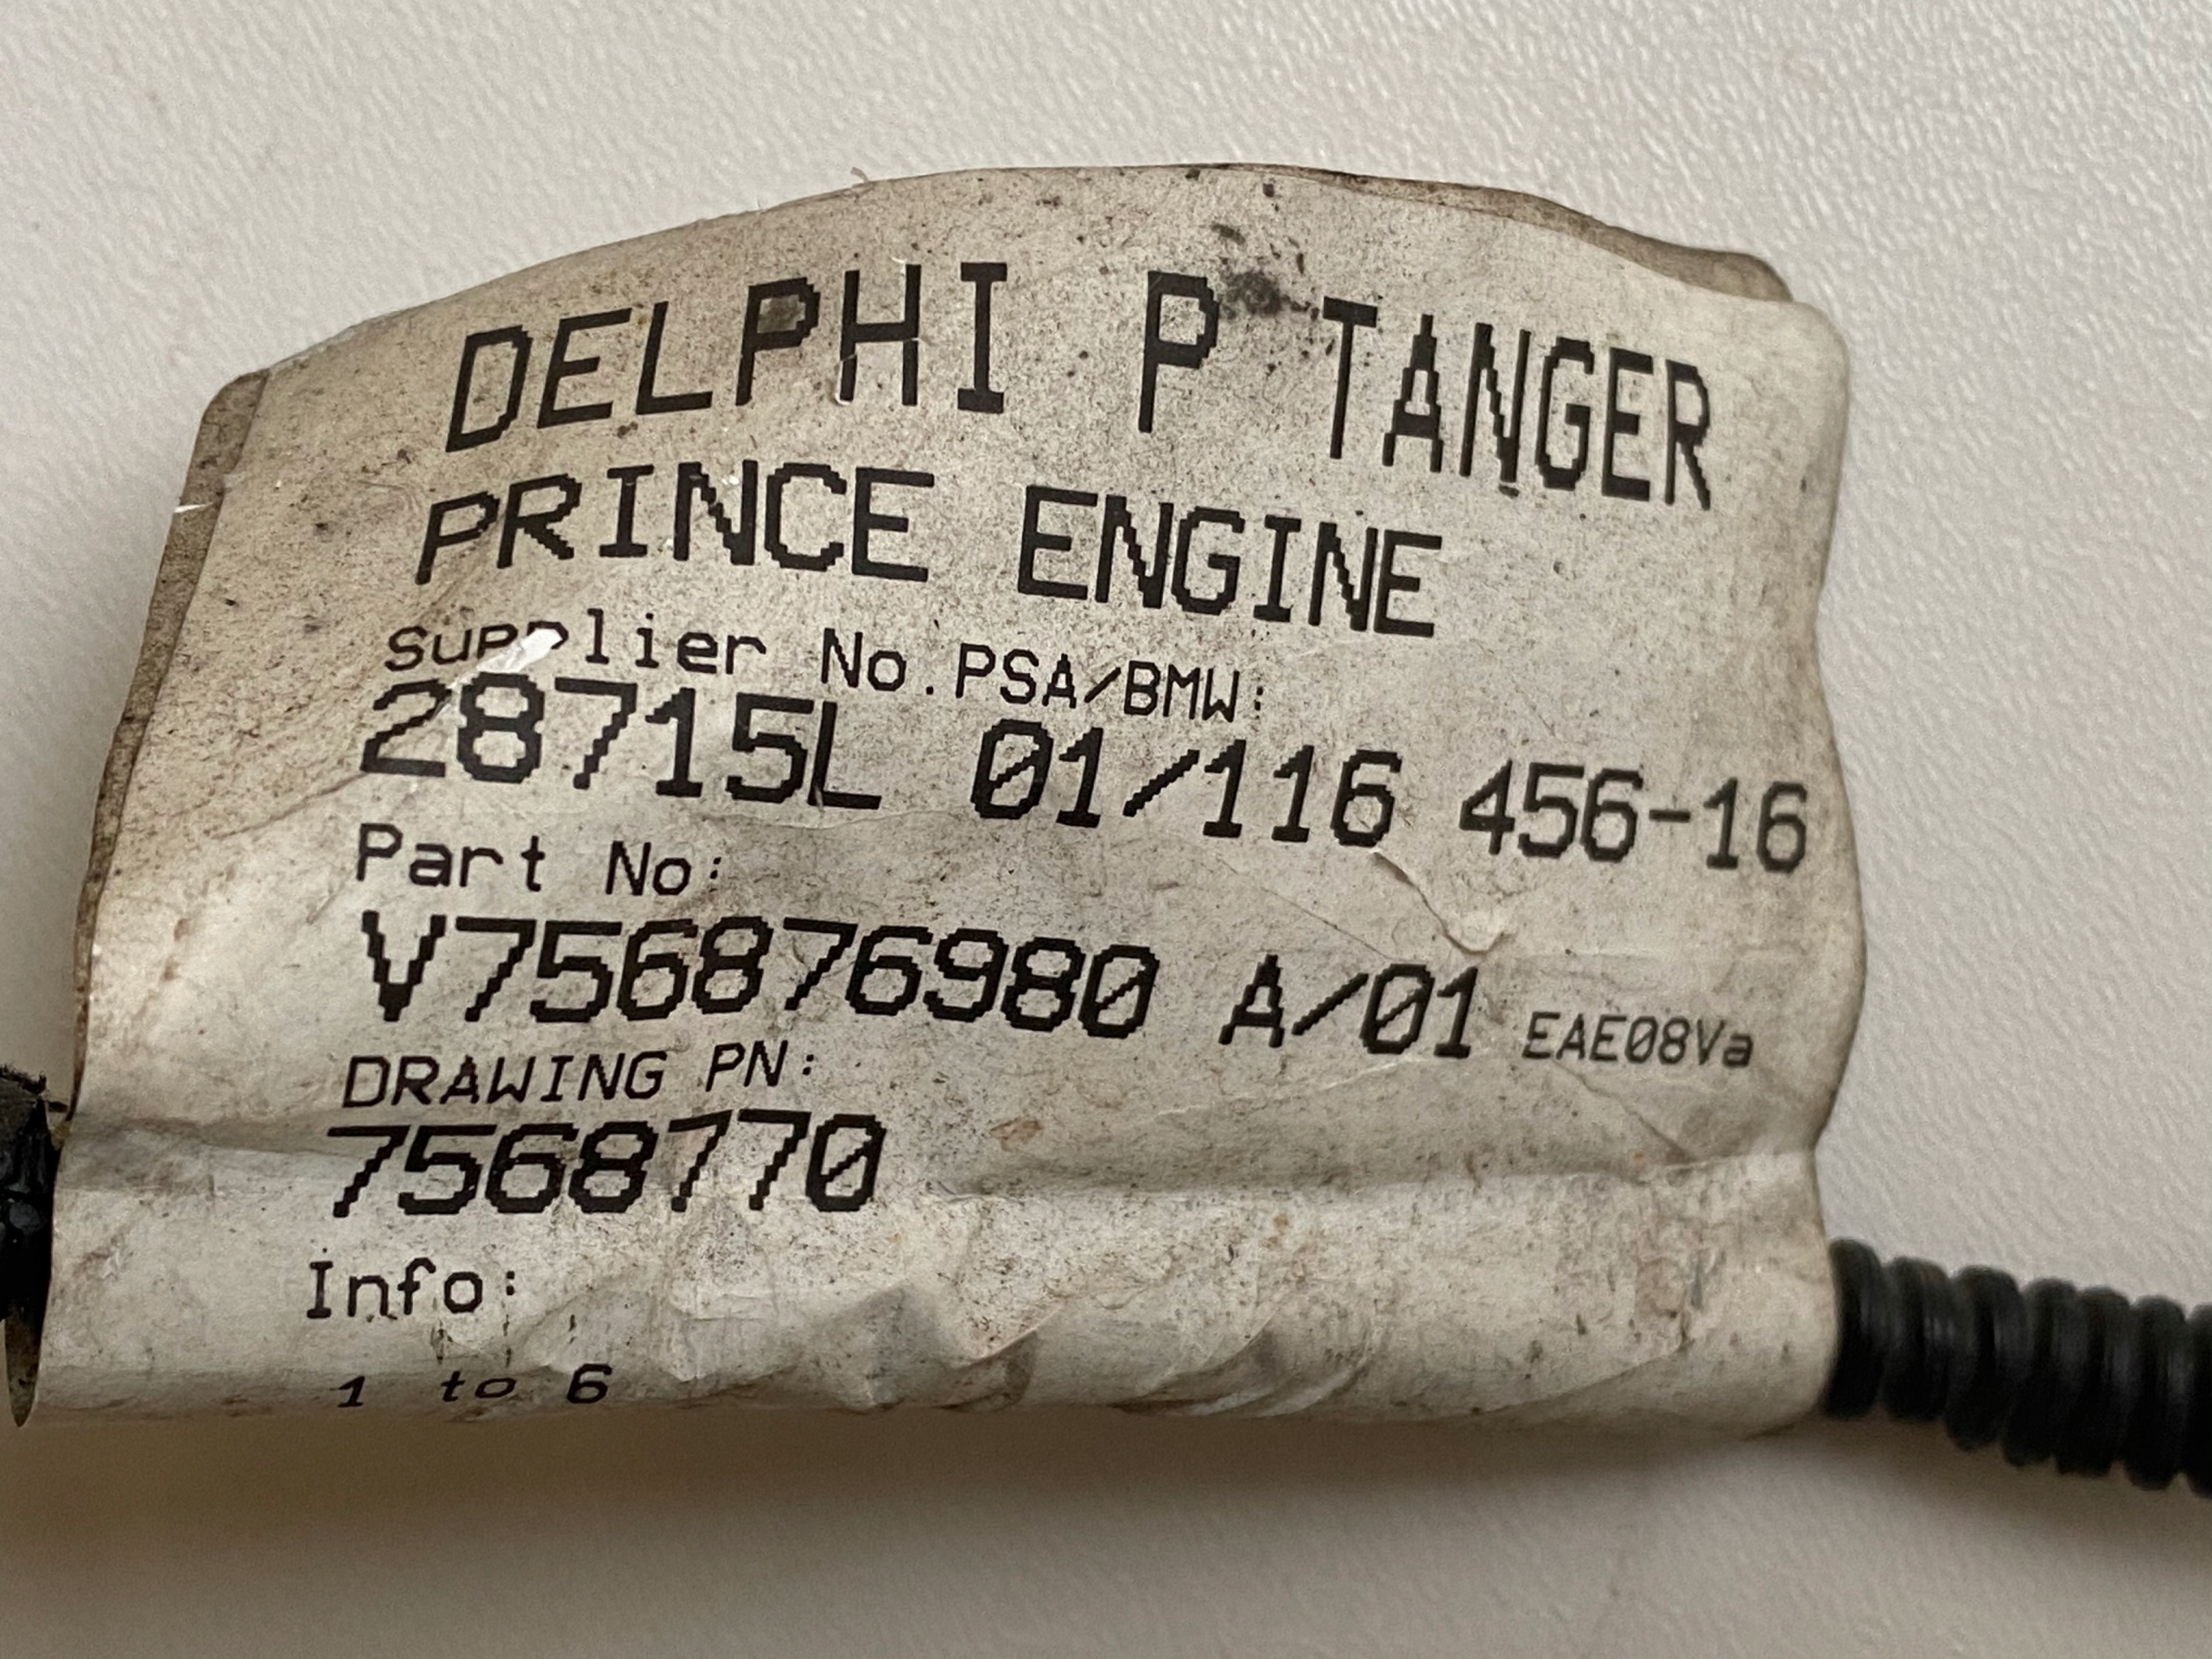 DELPHI P TANGER
PRINCE ENGINE
Supplier No.PSA/BMW:
28715L 01/116 456-16
Part No:
V756876980 A/01 EAE08Va
DRAWING PN:
7568770
Info:
1 to 6